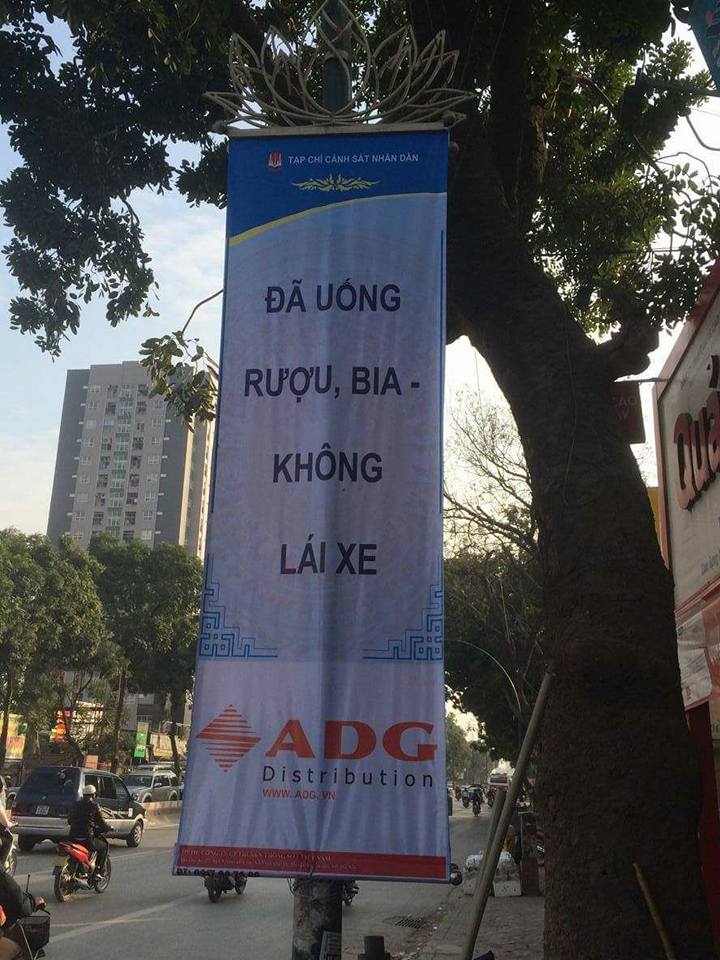 TẠP CHÍ CẢNH SÁT NHÂN DÂN
ĐÃ UỐNG
RƯỢU, BIA -
KHÔNG
LÁI XE
ADG
Distribution
WWW. ADG.VN